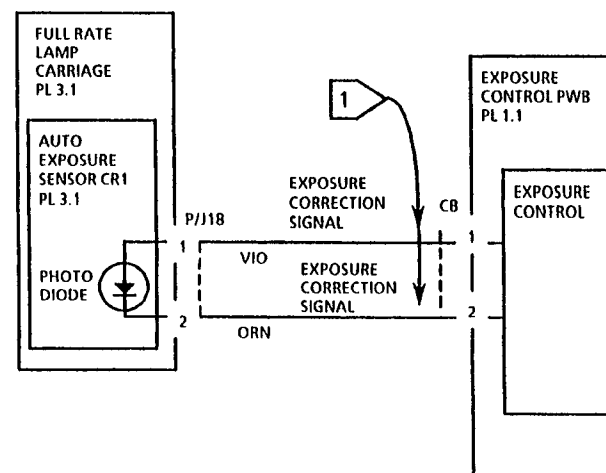 FULL RATE
LAMP
CARRIAGE
PL 3.1
AUTO
EXPOSURE
SENSOR CR1
PL 3.1
PHOTO
DIODE
P/J18
1
2
VIO
ORN
EXPOSURE
CORRECTION
SIGNAL
EXPOSURE
CORRECTION
SIGNAL
1
CB
1
2
EXPOSURE
CONTROL PWB
PL 1.1
EXPOSURE
CONTROL